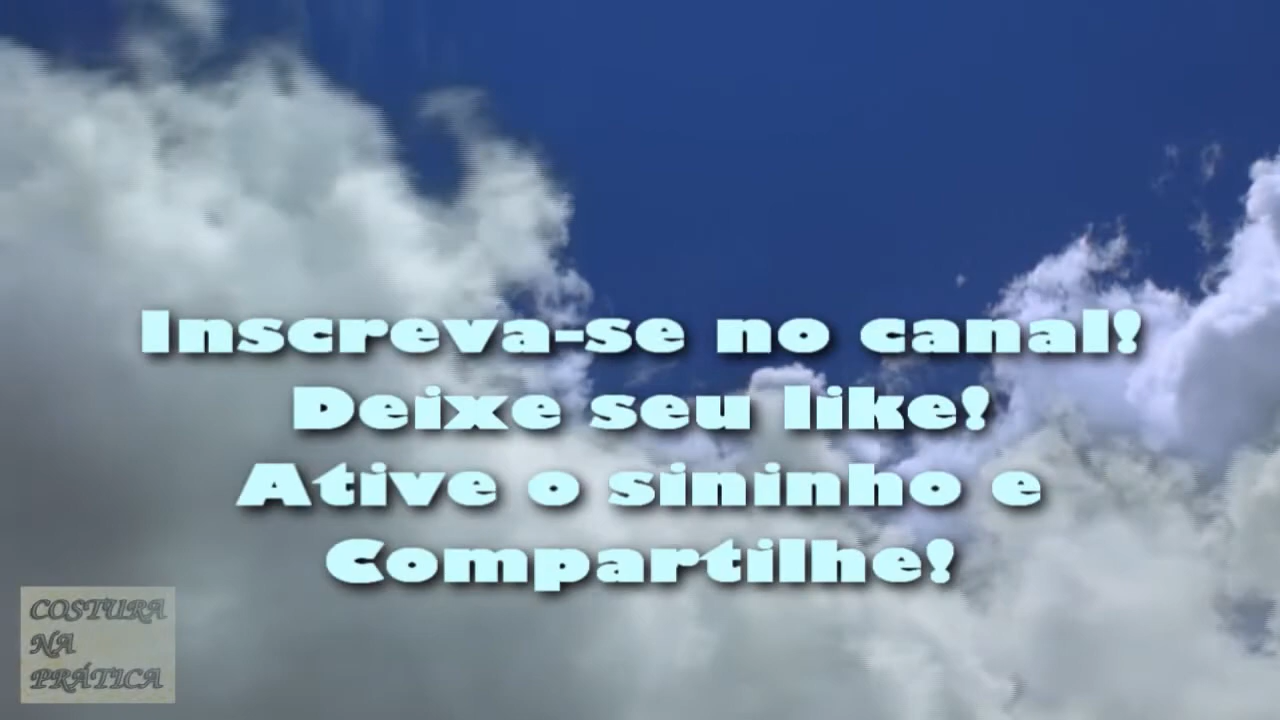 Inscreva-se no canal!
Deixe seu like!
Ative o sininho e
Compartilhe!
COSTURA
NA
PRÁTICA